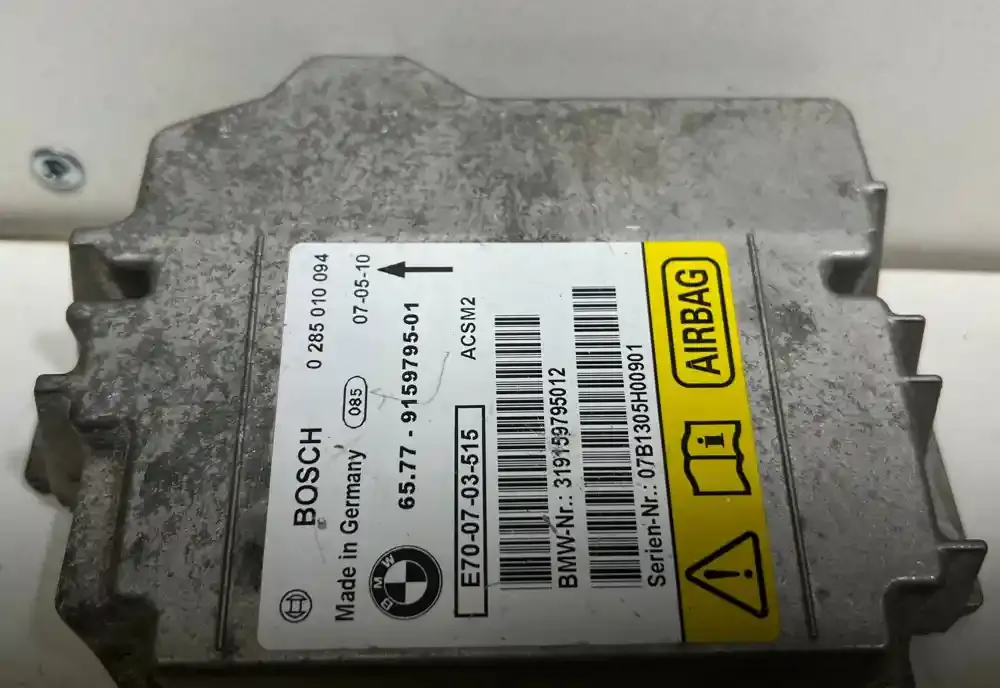 BOSCH 0 285 010 094
Made in Germany 085 07-05-10
BMW 65.77 - 9159795-01
E70-07-03-515 ACSM2
BMW-Nr.: 319159795012
Serien-Nr.: 07B1305H00901
AIRBAG